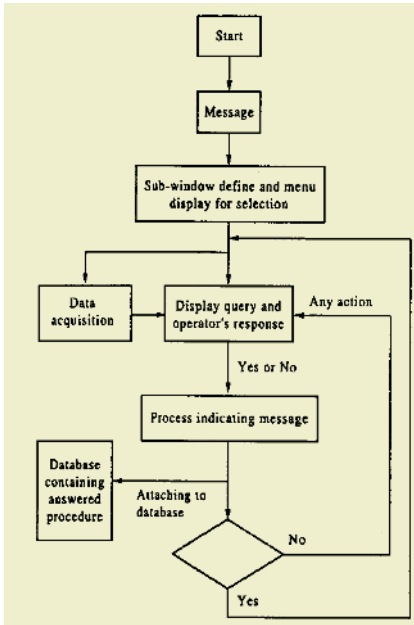 Start
Message
Sub-window define and menu
display for selection
Data
acquisition
Display query and
operator's response
Any action
Yes or No
Process indicating message
Database
containing
answered
procedure
Attaching to
database
No
Yes